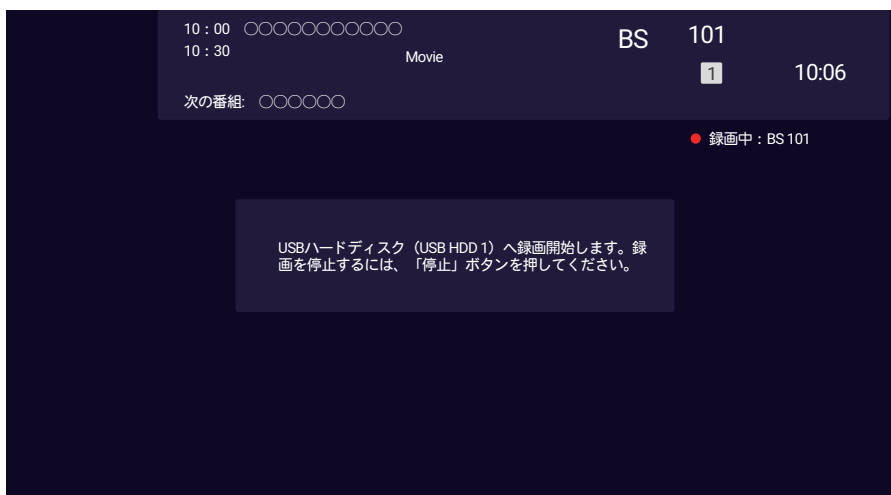 10：00 〇〇〇〇〇〇〇〇〇〇〇
10：30
Movie
BS 101
1
10:06
次の番組: 〇〇〇〇〇〇
録画中：BS 101
USBハードディスク（USB HDD 1）へ録画開始します。録
画を停止するには、「停止」ボタンを押してください。